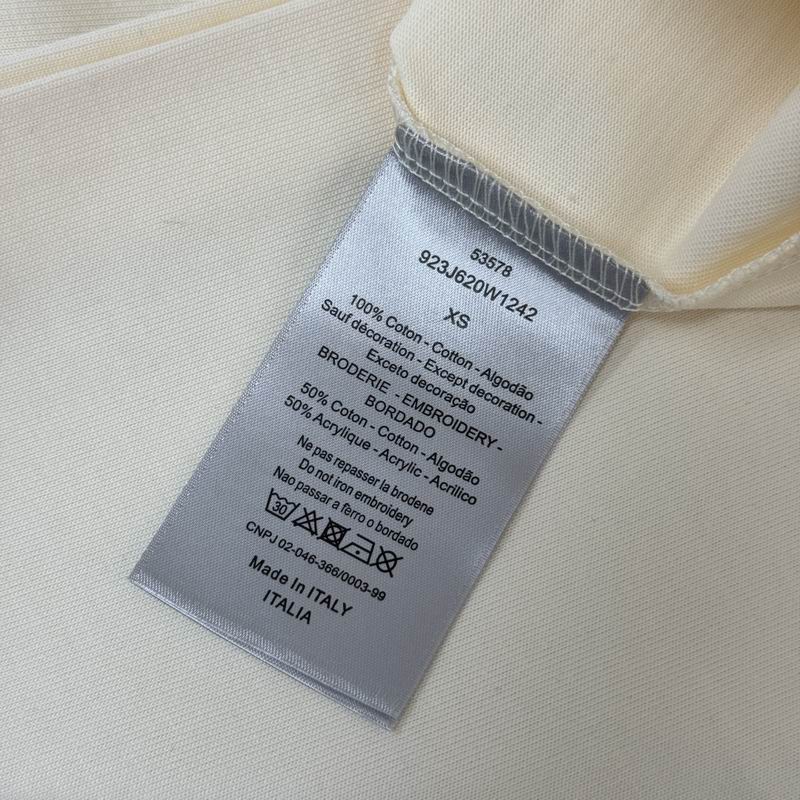 53578
923J620W1242
XS
100% Coton - Cotton - Algodão
Sauf décoration - Except decoration -
Exceto decoração
BRODERIE - EMBROIDERY -
BORDADO
50% Coton - Cotton - Algodão
50% Acrylique - Acrylic - Acrilico
Ne pas repasser la brodene
Do not iron embroidery
Nao passar a ferro o bordado
30
CNPJ 02-046-366/0003-99
Made In ITALY
ITALIA